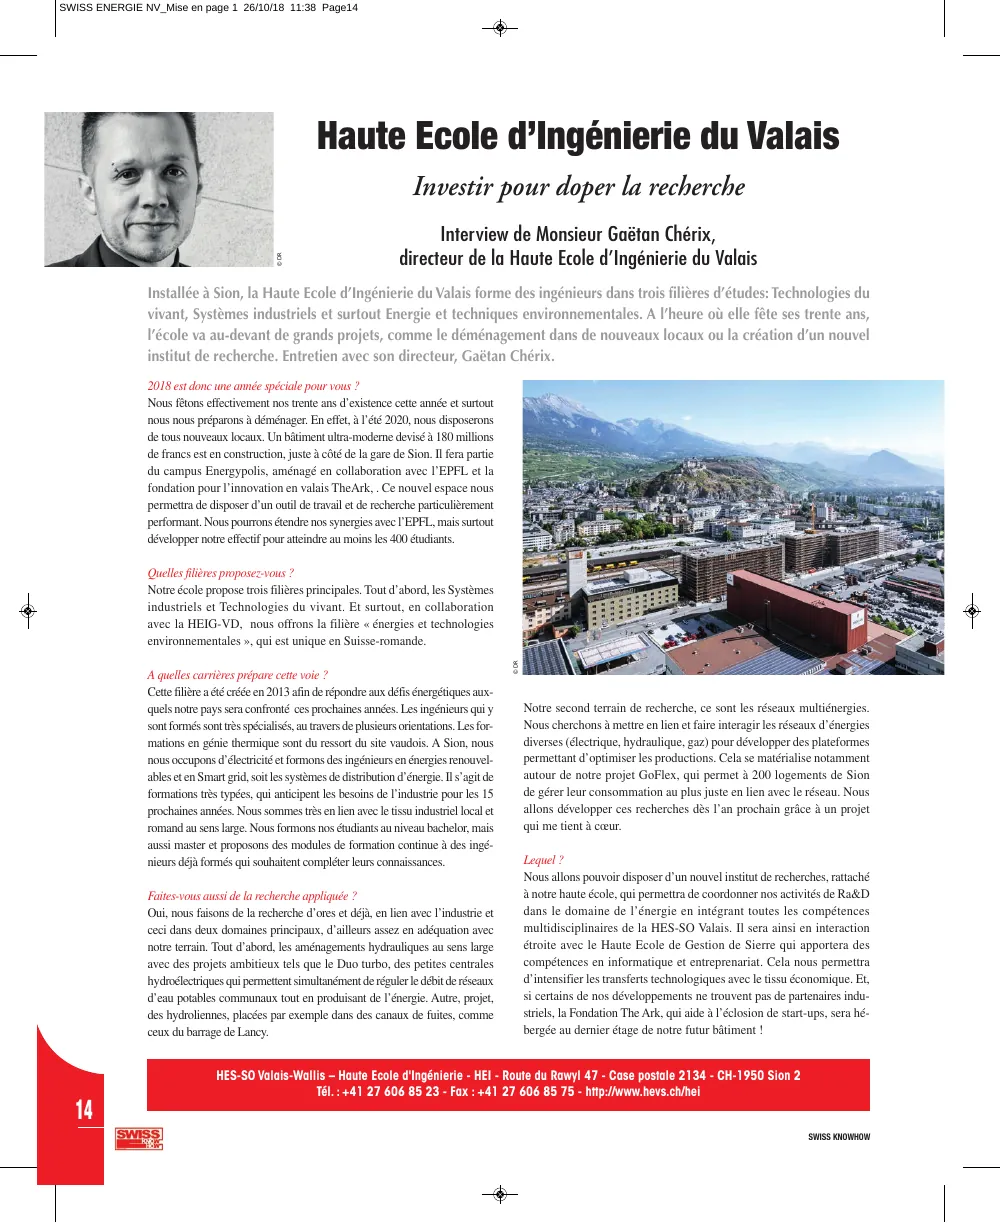 SWISS ENERGIE NV_Mise en page 1 26/10/18 11:38 Page14
© DR
Haute Ecole d’Ingénierie du Valais
Investir pour doper la recherche
Interview de Monsieur Gaëtan Chérix,
directeur de la Haute Ecole d’Ingénierie du Valais
Installée à Sion, la Haute Ecole d’Ingénierie du Valais forme des ingénieurs dans trois filières d’études: Technologies du
vivant, Systèmes industriels et surtout Energie et techniques environnementales. A l’heure où elle fête ses trente ans,
l’école va au-devant de grands projets, comme le déménagement dans de nouveaux locaux ou la création d’un nouvel
institut de recherche. Entretien avec son directeur, Gaëtan Chérix.
2018 est donc une année spéciale pour vous ?
Nous fêtons effectivement nos trente ans d’existence cette année et surtout
nous nous préparons à déménager. En effet, à l’été 2020, nous disposerons
de tous nouveaux locaux. Un bâtiment ultra-moderne devisé à 180 millions
de francs est en construction, juste à côté de la gare de Sion. Il fera partie
du campus Energypolis, aménagé en collaboration avec l’EPFL et la
fondation pour l’innovation en valais TheArk, . Ce nouvel espace nous
permettra de disposer d’un outil de travail et de recherche particulièrement
performant. Nous pourrons étendre nos synergies avec l’EPFL, mais surtout
développer notre effectif pour atteindre au moins les 400 étudiants.
Quelles filières proposez-vous ?
Notre école propose trois filières principales. Tout d’abord, les Systèmes
industriels et Technologies du vivant. Et surtout, en collaboration
avec la HEIG-VD, nous offrons la filière « énergies et technologies
environnementales », qui est unique en Suisse-romande.
A quelles carrières prépare cette voie ?
Cette filière a été créée en 2013 afin de répondre aux défis énergétiques aux-
quels notre pays sera confronté ces prochaines années. Les ingénieurs qui y
sont formés sont très spécialisés, au travers de plusieurs orientations. Les for-
mations en génie thermique sont du ressort du site vaudois. A Sion, nous
nous occupons d’électricité et formons des ingénieurs en énergies renouvel-
ables et en Smart grid, soit les systèmes de distribution d’énergie. Il s’agit de
formations très typées, qui anticipent les besoins de l’industrie pour les 15
prochaines années. Nous sommes très en lien avec le tissu industriel local et
romand au sens large. Nous formons nos étudiants au niveau bachelor, mais
aussi master et proposons des modules de formation continue à des ingé-
nieurs déjà formés qui souhaitent compléter leurs connaissances.
Faites-vous aussi de la recherche appliquée ?
Oui, nous faisons de la recherche d’ores et déjà, en lien avec l’industrie et
ceci dans deux domaines principaux, d’ailleurs assez en adéquation avec
notre terrain. Tout d’abord, les aménagements hydrauliques au sens large
avec des projets ambitieux tels que le Duo turbo, des petites centrales
hydroélectriques qui permettent simultanément de réguler le débit de réseaux
d’eau potables communaux tout en produisant de l’énergie. Autre, projet,
des hydroliennes, placées par exemple dans des canaux de fuites, comme
ceux du barrage de Lancy.
© DR
Notre second terrain de recherche, ce sont les réseaux multiénergies.
Nous cherchons à mettre en lien et faire interagir les réseaux d’énergies
diverses (électrique, hydraulique, gaz) pour développer des plateformes
permettant d’optimiser les productions. Cela se matérialise notamment
autour de notre projet GoFlex, qui permet à 200 logements de Sion
de gérer leur consommation au plus juste en lien avec le réseau. Nous
allons développer ces recherches dès l’an prochain grâce à un projet
qui me tient à cœur.
Lequel ?
Nous allons pouvoir disposer d’un nouvel institut de recherches, rattaché
à notre haute école, qui permettra de coordonner nos activités de Ra&D
dans le domaine de l’énergie en intégrant toutes les compétences
multidisciplinaires de la HES-SO Valais. Il sera ainsi en interaction
étroite avec le Haute Ecole de Gestion de Sierre qui apportera des
compétences en informatique et entreprenariat. Cela nous permettra
d’intensifier les transferts technologiques avec le tissu économique. Et,
si certains de nos développements ne trouvent pas de partenaires indu-
striels, la Fondation The Ark, qui aide à l’éclosion de start-ups, sera hé-
bergée au dernier étage de notre futur bâtiment !
HES-SO Valais-Wallis – Haute Ecole d'Ingénierie - HEI - Route du Rawyl 47 - Case postale 2134 - CH-1950 Sion 2
Tél. : +41 27 606 85 23 - Fax : +41 27 606 85 75 - http://www.hevs.ch/hei
14
SWISS
KNOW
HOW
SWISS KNOWHOW